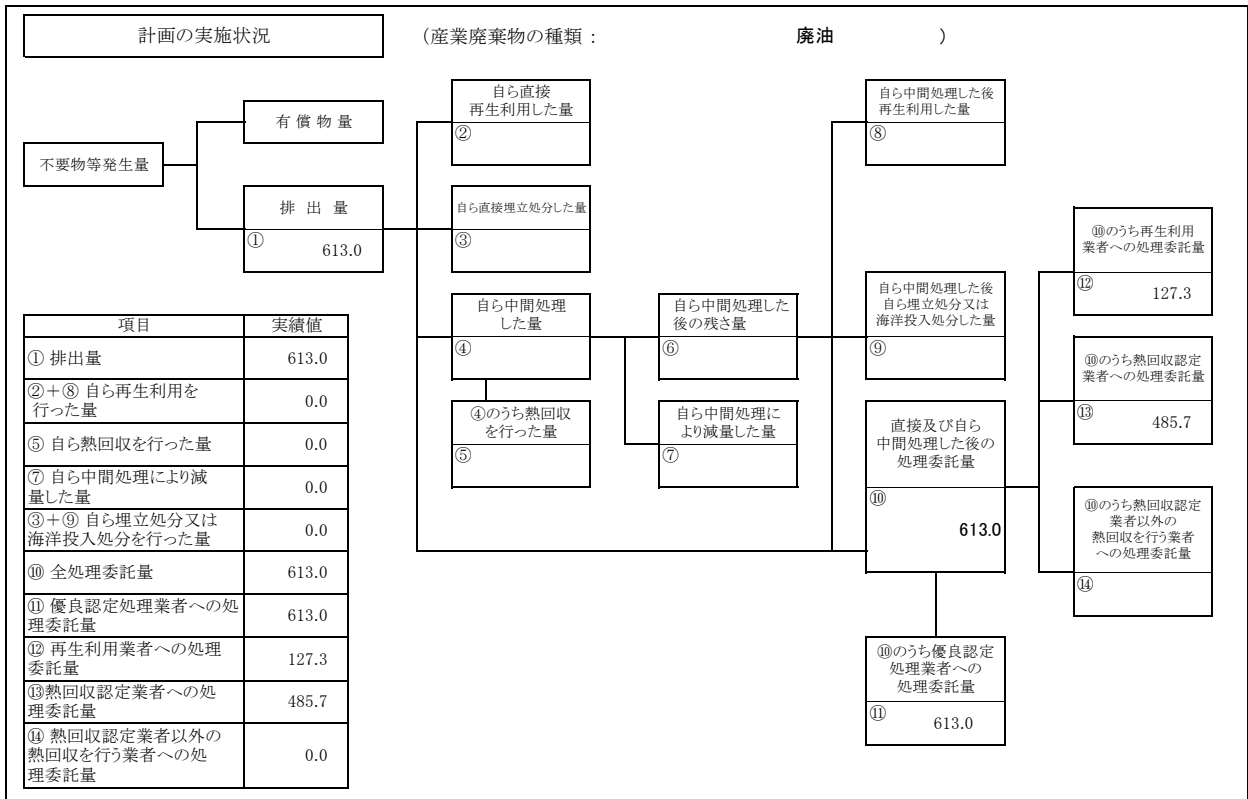 計画の実施状況
（産業廃棄物の種類： 廃油 ）
不要物等発生量
有償物量
排出量
①
613.0
自ら直接
再生利用した量
②
自ら直接埋立処分した量
③
自ら中間処理
した量
④
④のうち熱回収
を行った量
⑤
自ら中間処理した
後の残さ量
⑥
自ら中間処理に
より減量した量
⑦
自ら中間処理した後
再生利用した量
⑧
自ら中間処理した後
自ら埋立処分又は
海洋投入処分した量
⑨
直接及び自ら
中間処理した後の
処理委託量
⑩
613.0
⑩のうち優良認定
処理業者への
処理委託量
⑪
613.0
⑩のうち再生利用
業者への処理委託量
⑫
127.3
⑩のうち熱回収認定
業者への処理委託量
⑬
485.7
⑩のうち熱回収認定
業者以外の
熱回収を行う業者
への処理委託量
⑭
項目 実績値
① 排出量 613.0
②＋⑧ 自ら再生利用を
行った量 0.0
⑤ 自ら熱回収を行った量 0.0
⑦ 自ら中間処理により減
量した量 0.0
③＋⑨ 自ら埋立処分又は
海洋投入処分を行った量 0.0
⑩ 全処理委託量 613.0
⑪ 優良認定処理業者への処
理委託量 613.0
⑫ 再生利用業者への処理
委託量 127.3
⑬熱回収認定業者への処
理委託量 485.7
⑭ 熱回収認定業者以外の
熱回収を行う業者への処
理委託量 0.0